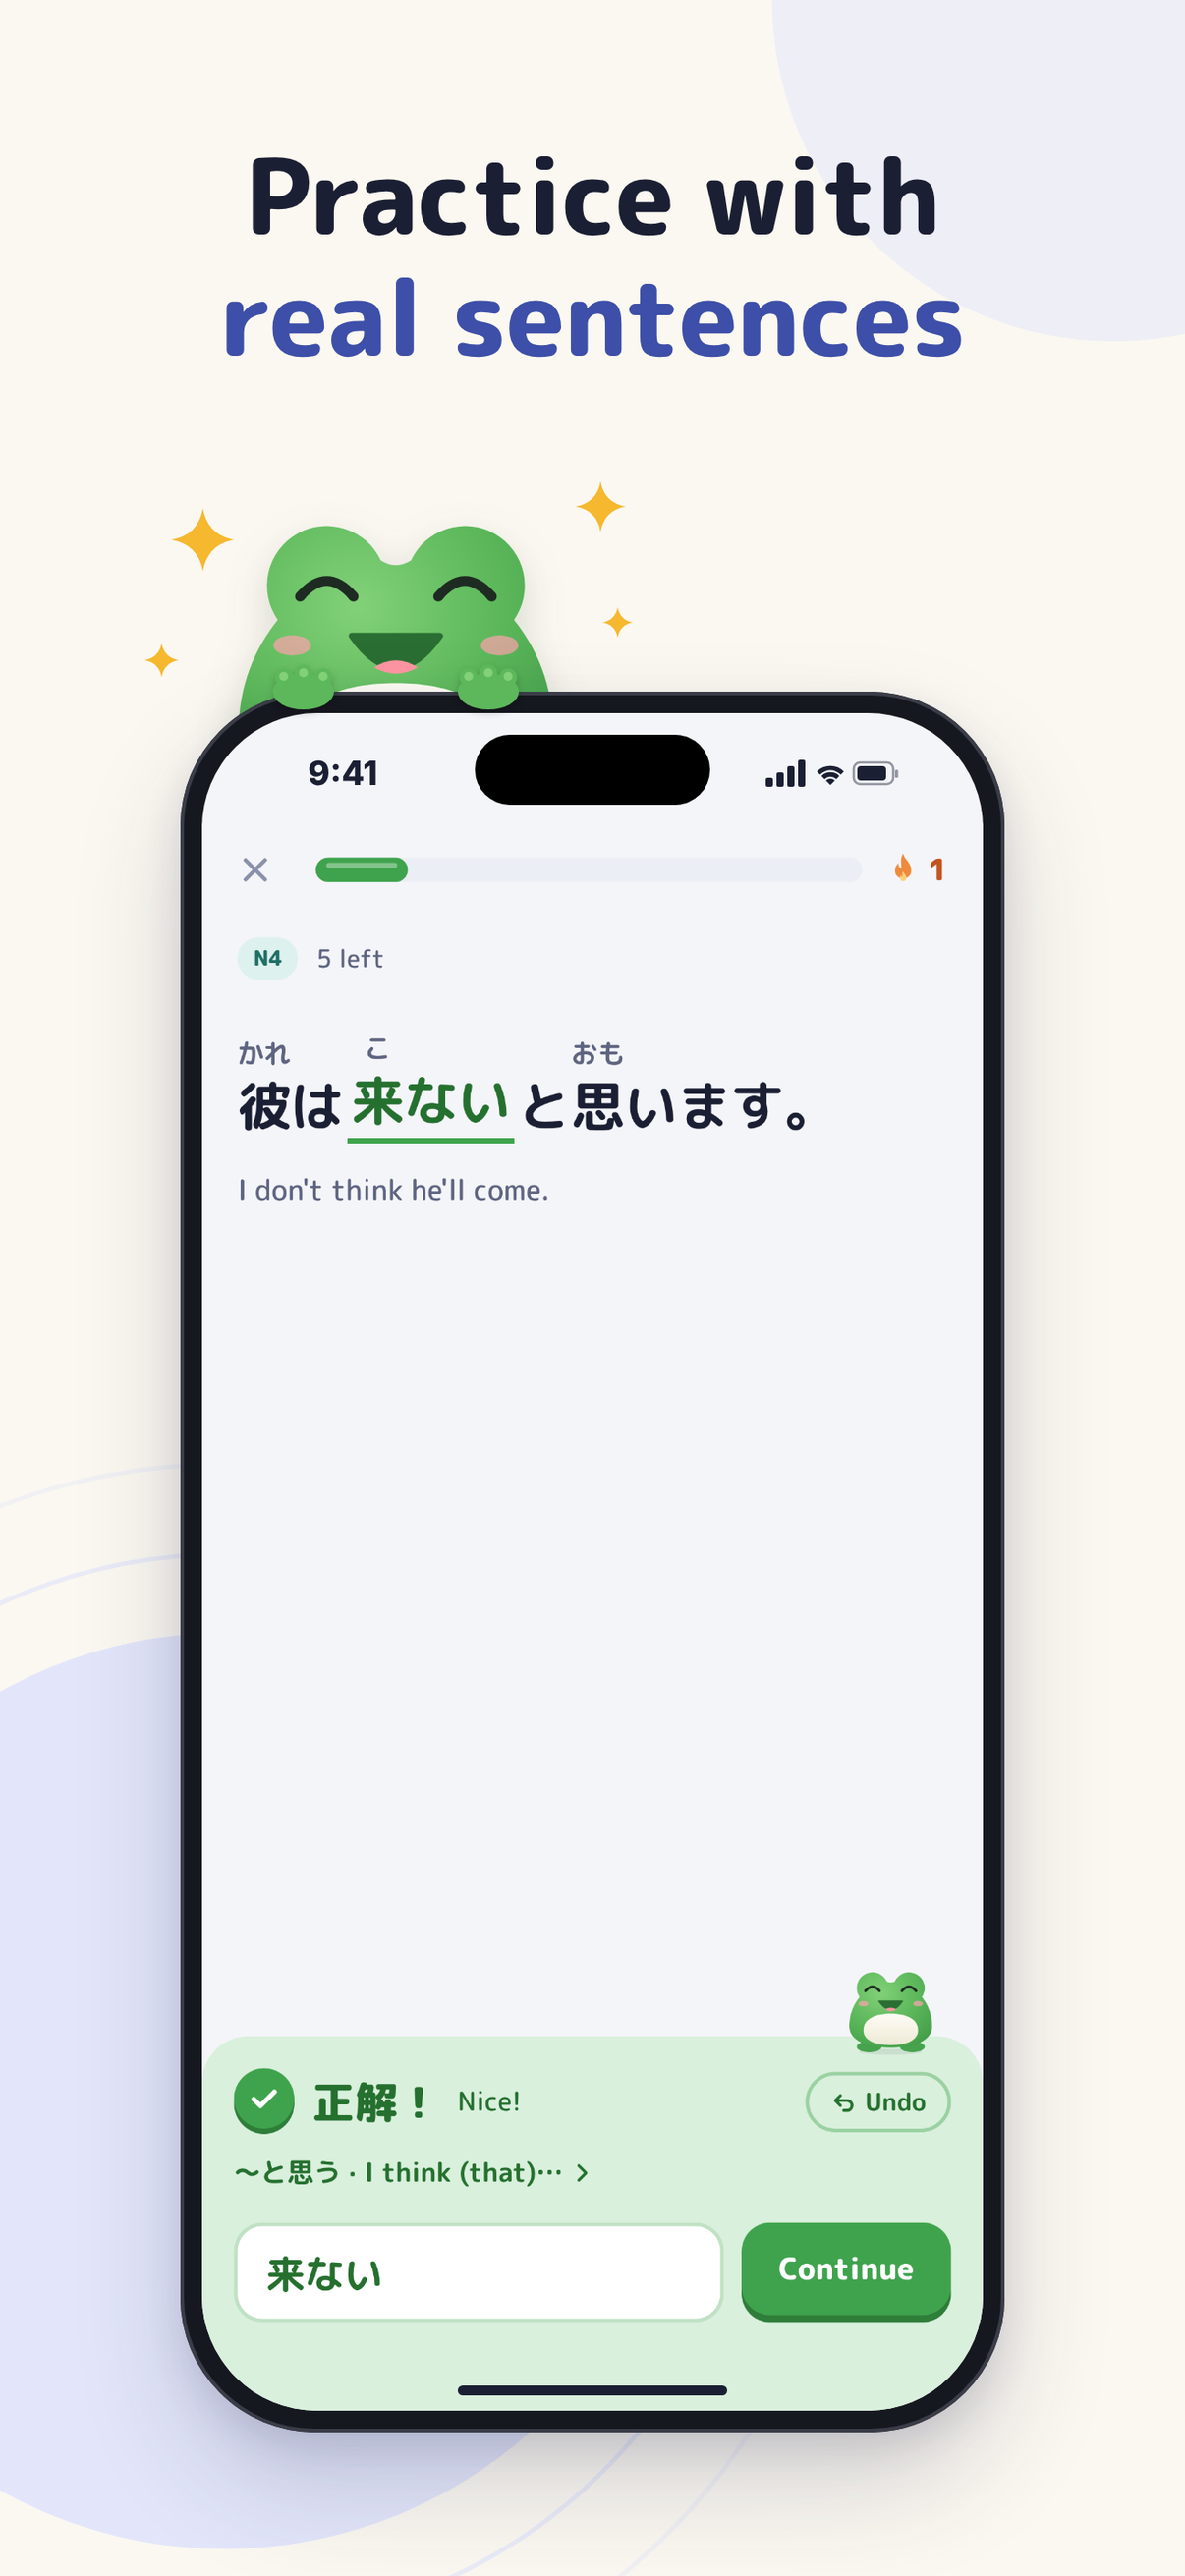 Practice with
real sentences
9:41
1
N4 5 left
かれ こ おも
彼は来ないと思います。
I don't think he'll come.
正解！ Nice! Undo
〜と思う · I think (that)… >
来ない Continue